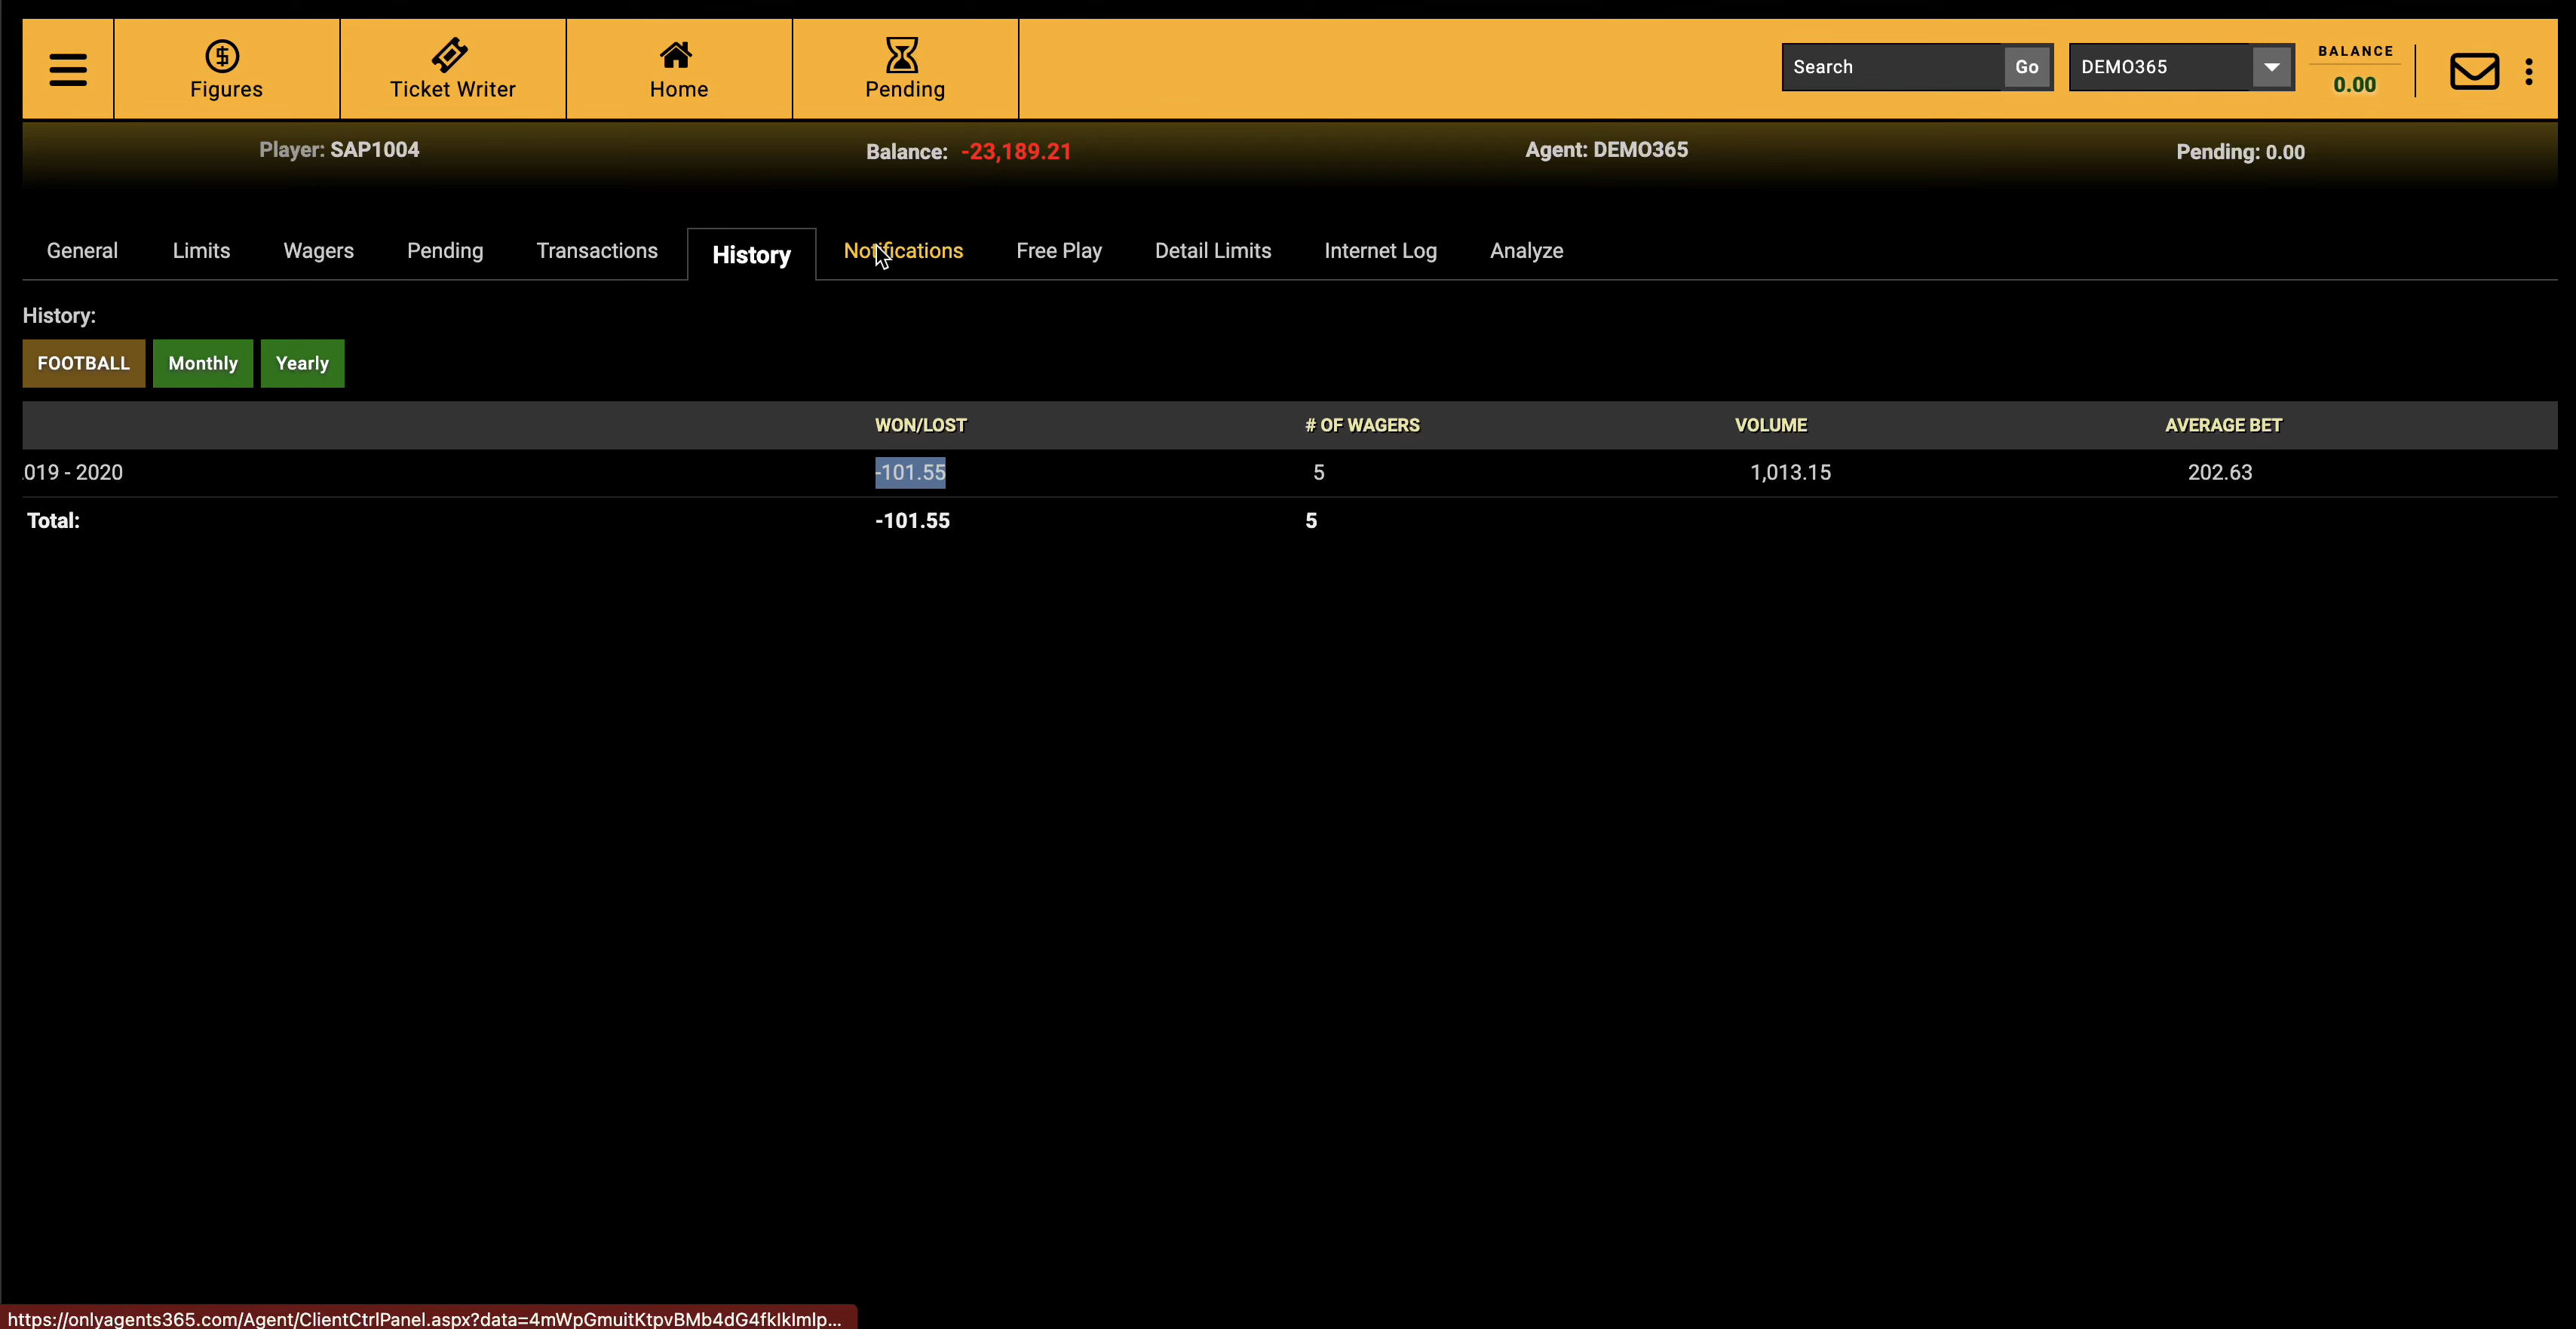 Figures
Ticket Writer
Home
Pending
Search
Go
DEMO365
BALANCE
0.00
Player: SAP1004
Balance: -23,189.21
Agent: DEMO365
Pending: 0.00
General Limits Wagers Pending Transactions History Notifications Free Play Detail Limits Internet Log Analyze
History:
FOOTBALL Monthly Yearly
WON/LOST # OF WAGERS VOLUME AVERAGE BET
019 - 2020 -101.55 5 1,013.15 202.63
Total: -101.55 5
https://onlyagents365.com/Agent/ClientCtrlPanel.aspx?data=4mWpGmuitKtpvBMb4dG4fklkImlp...